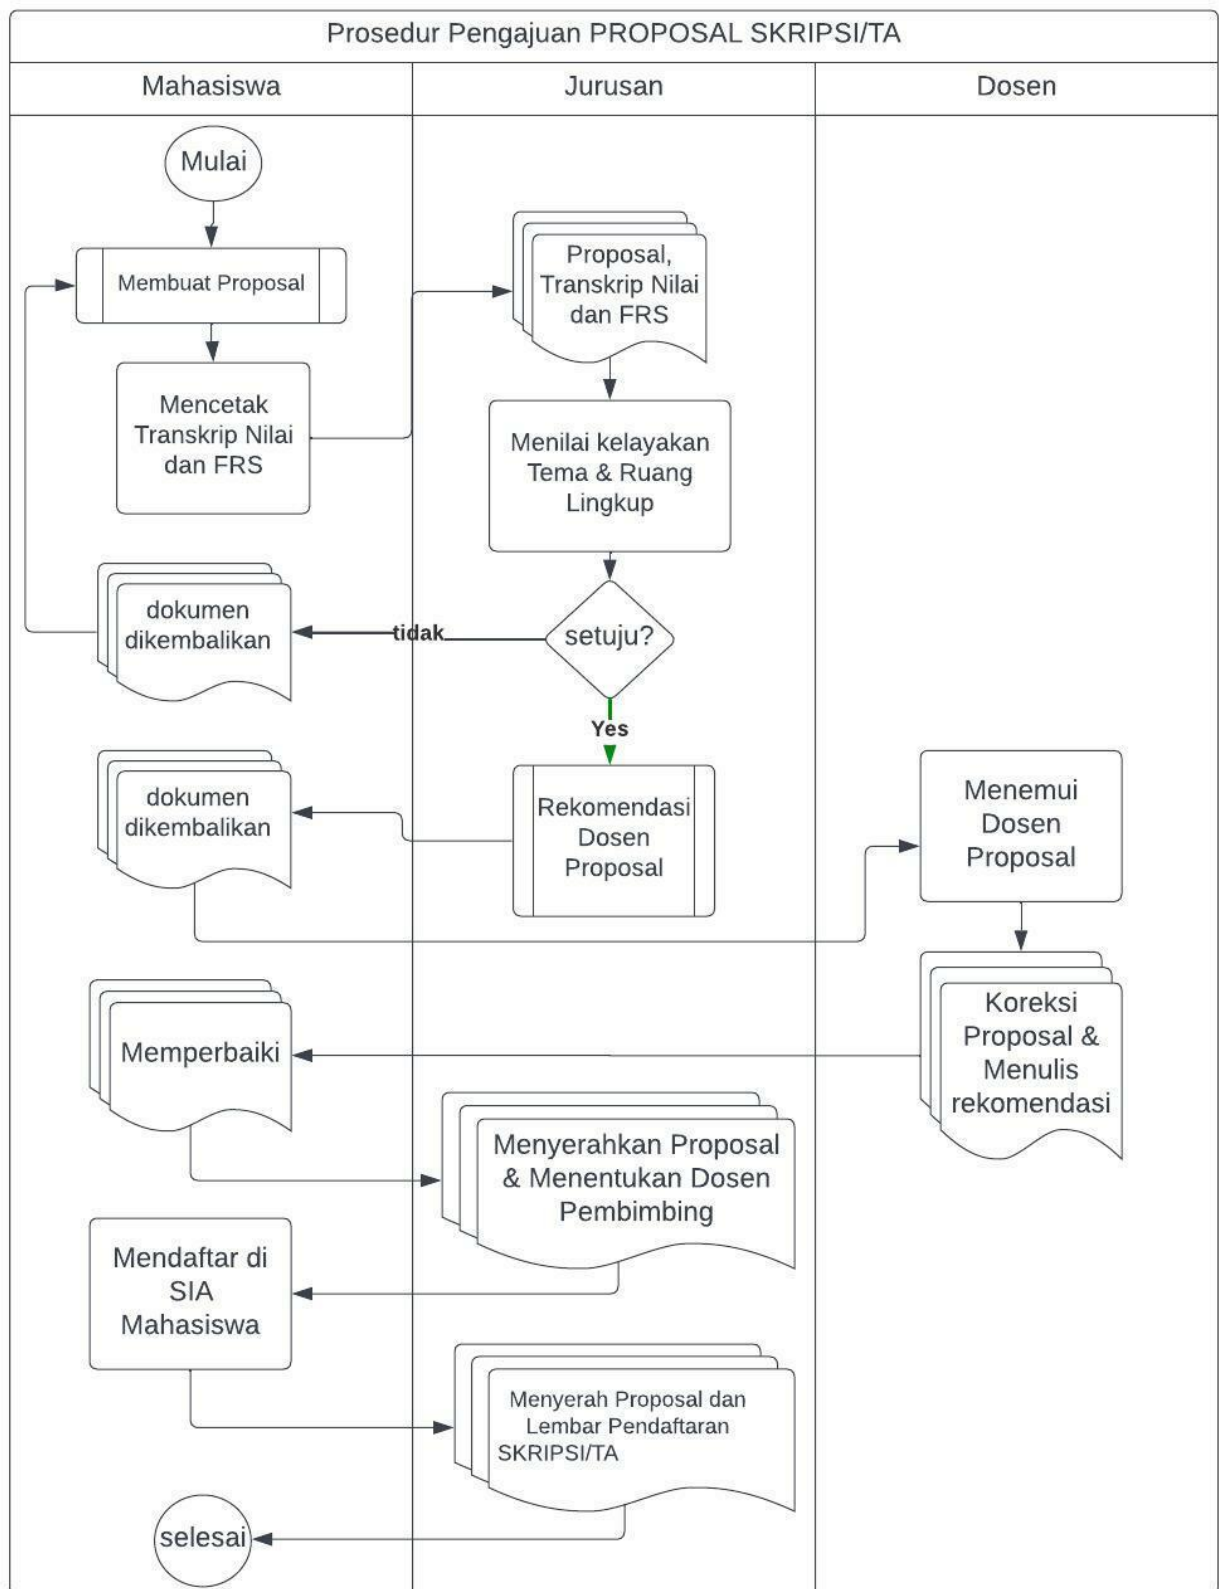 Prosedur Pengajuan PROPOSAL SKRIPSI/TA
Mahasiswa
Jurusan
Dosen
Mulai
Membuat Proposal
Proposal,
Transkrip Nilai
dan FRS
Mencetak
Transkrip Nilai
dan FRS
Menilai kelayakan
Tema & Ruang
Lingkup
setuju?
tidak
dokumen
dikembalikan
Yes
Rekomendasi
Dosen
Proposal
dokumen
dikembalikan
Menemui
Dosen
Proposal
Koreksi
Proposal &
Menulis
rekomendasi
Memperbaiki
Menyerahkan Proposal
& Menentukan Dosen
Pembimbing
Mendaftar di
SIA
Mahasiswa
Menyerah Proposal dan
Lembar Pendaftaran
SKRIPSI/TA
selesai